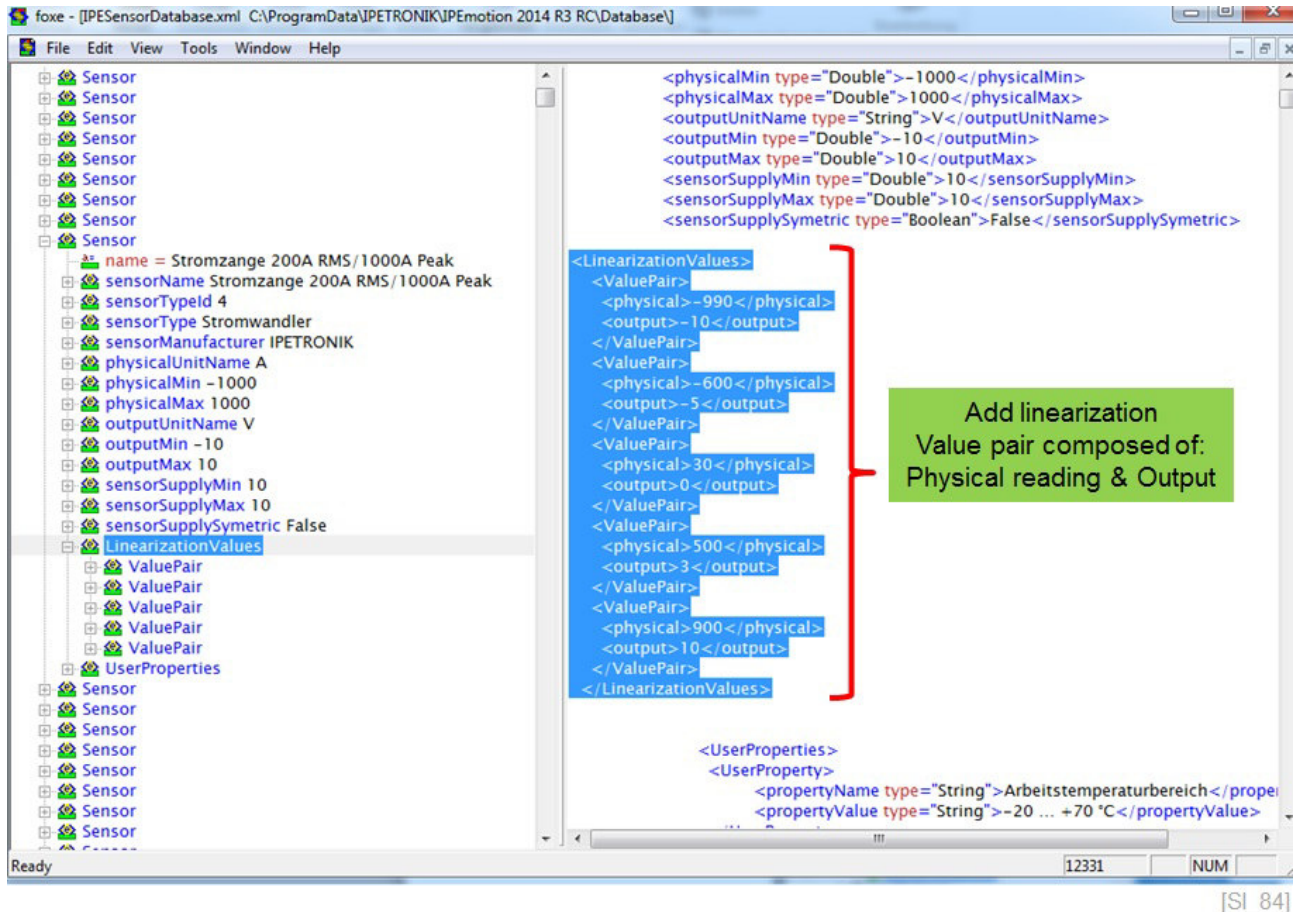 foxe - [IPESensorDatabase.xml C:\ProgramData\IPETRONIK\IPEmotion 2014 R3 RC\Database\]
File Edit View Tools Window Help
Sensor
Sensor
Sensor
Sensor
Sensor
Sensor
Sensor
Sensor
Sensor
name = Stromzange 200A RMS/1000A Peak
sensorName Stromzange 200A RMS/1000A Peak
sensorTypeId 4
sensorType Stromwandler
sensorManufacturer IPETRONIK
physicalUnitName A
physicalMin -1000
physicalMax 1000
outputUnitName V
outputMin -10
outputMax 10
sensorSupplyMin 10
sensorSupplyMax 10
sensorSupplySymetric False
LinearizationValues
ValuePair
ValuePair
ValuePair
ValuePair
ValuePair
UserProperties
Sensor
Sensor
Sensor
Sensor
Sensor
Sensor
Sensor
Sensor
<physicalMin type="Double">-1000</physicalMin>
<physicalMax type="Double">1000</physicalMax>
<outputUnitName type="String">V</outputUnitName>
<outputMin type="Double">-10</outputMin>
<outputMax type="Double">10</outputMax>
<sensorSupplyMin type="Double">10</sensorSupplyMin>
<sensorSupplyMax type="Double">10</sensorSupplyMax>
<sensorSupplySymetric type="Boolean">False</sensorSupplySymetric>
<LinearizationValues>
<ValuePair>
<physical>-990</physical>
<output>-10</output>
</ValuePair>
<ValuePair>
<physical>-600</physical>
<output>-5</output>
</ValuePair>
<ValuePair>
<physical>30</physical>
<output>0</output>
</ValuePair>
<ValuePair>
<physical>500</physical>
<output>3</output>
</ValuePair>
<ValuePair>
<physical>900</physical>
<output>10</output>
</ValuePair>
</LinearizationValues>
Add linearization
Value pair composed of:
Physical reading & Output
<UserProperties>
<UserProperty>
<propertyName type="String">Arbeitstemperaturbereich</proper
<propertyValue type="String">-20 ... +70 °C</propertyValue>
Ready
12331
NUM
[SI 84]